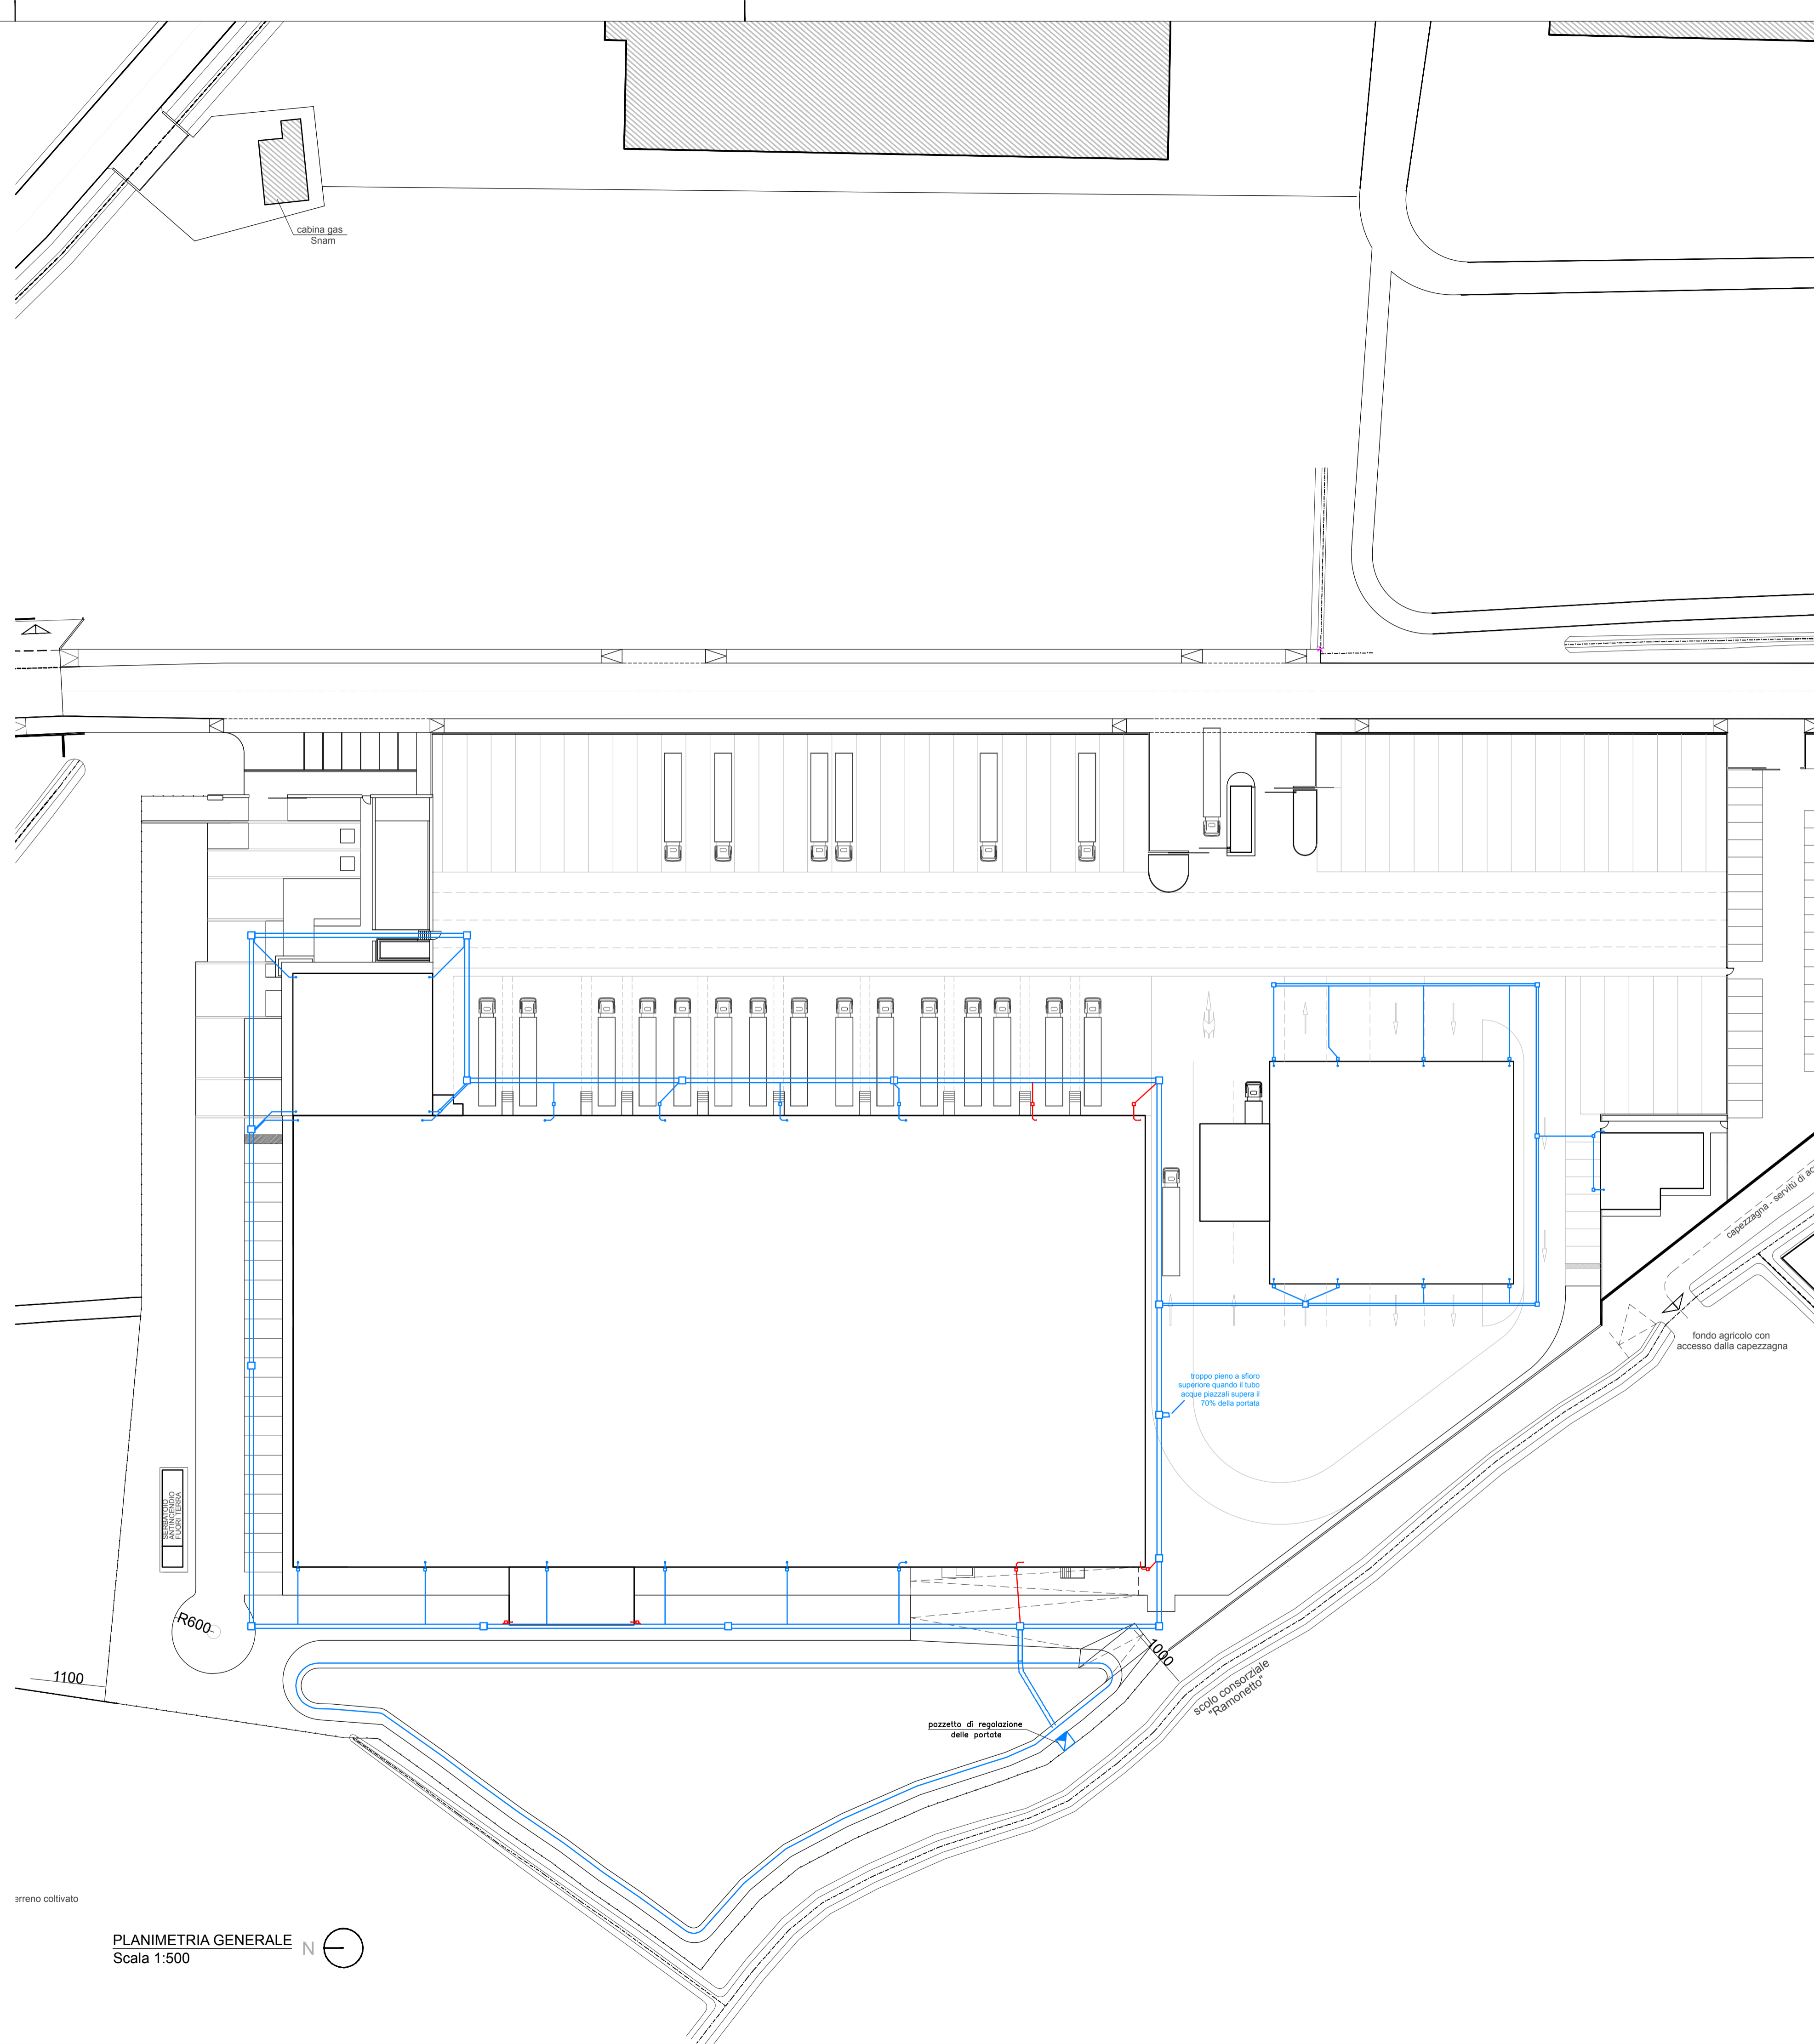 cabina gas
Snam
capezzagna - servitù di
fondo agricolo con
accesso dalla capezzagna
troppo pieno a sfioro
superiore quando il tubo
acque piazzali supera il
70% della portata
SERBATOIO
ANTINCENDIO
FUORI TERRA
R600
1100
1000
scolo consorziale
"Ramonetto"
pozzetto di regolazione
delle portate
coltivato
PLANIMETRIA GENERALE
Scala 1:500
N